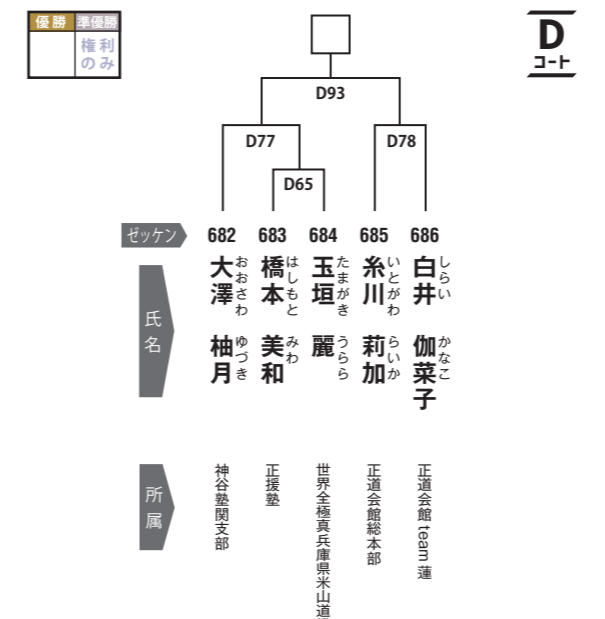 優勝 準優勝
権利
のみ
D
コート
D93
D77 D78
D65
ゼッケン 682 683 684 685 686
氏名
大澤 柚月 おおさわ ゆづき
橋本 美和 はしもと みわ
玉垣 麗 たまがき うらら
糸川 莉加 いとがわ らいか
白井 伽菜子 しらい かなこ
所属
神谷塾関支部
正援塾
世界全極真兵庫県米山道
正道会館総本部
正道会館 team 蓮